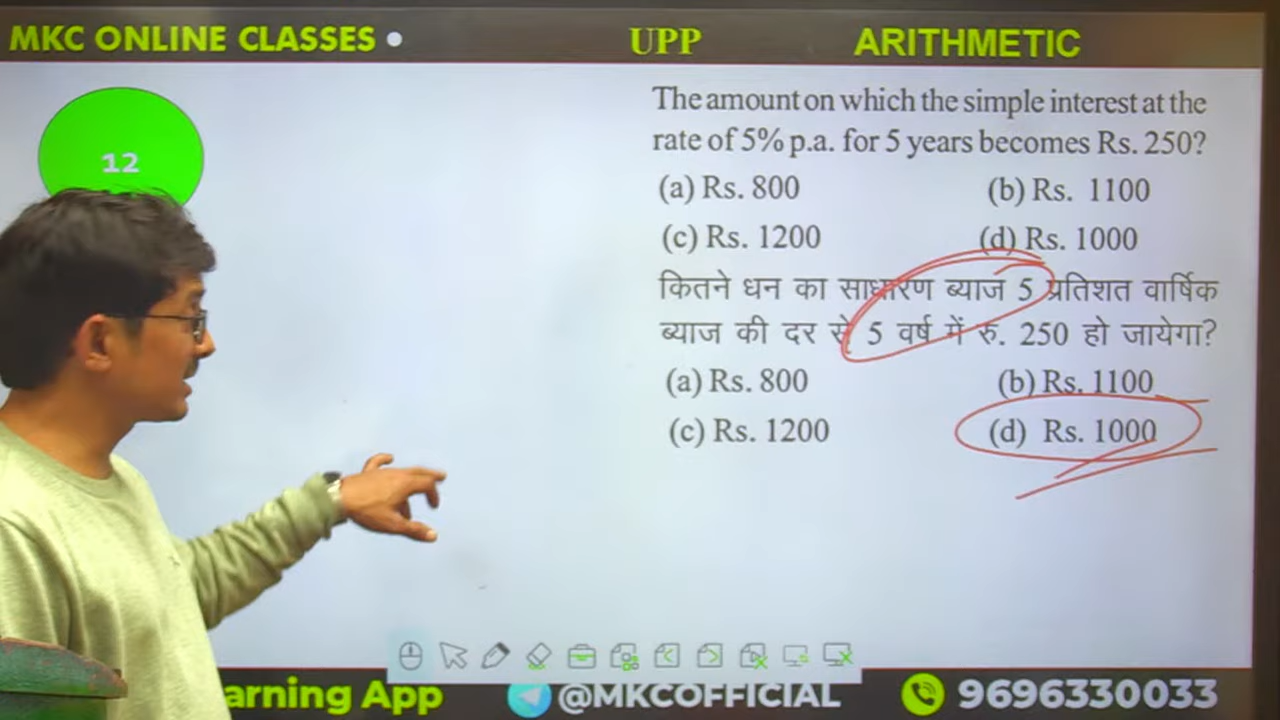 MKC ONLINE CLASSES
UPP
ARITHMETIC
12
The amount on which the simple interest at the
rate of 5% p.a. for 5 years becomes Rs. 250?
(a) Rs. 800
(b) Rs. 1100
(c) Rs. 1200
(d) Rs. 1000
कितने धन का साधारण ब्याज 5 प्रतिशत वार्षिक
ब्याज की दर से 5 वर्ष में रु. 250 हो जायेगा?
(a) Rs. 800
(b) Rs. 1100
(c) Rs. 1200
(d) Rs. 1000
arning App
@MKCOFFICIAL
9696330033